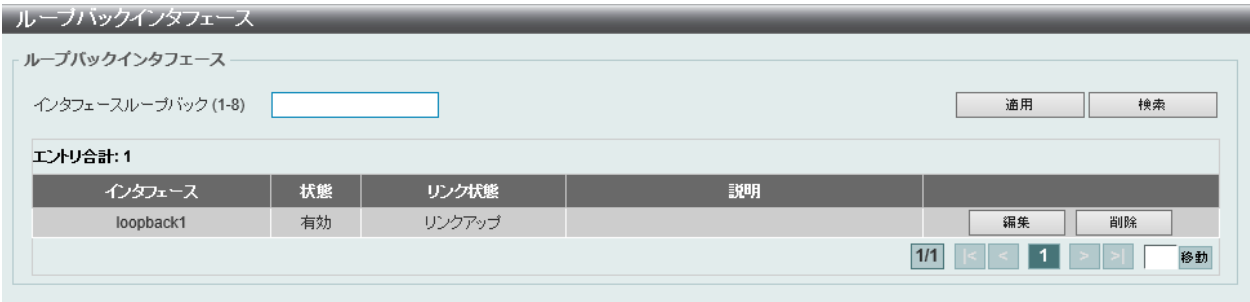 ループバックインタフェース
ループバックインタフェース
インタフェースループバック (1-8)
適用 検索
エントリ合計: 1
インタフェース 状態 リンク状態 説明
loopback1 有効 リンクアップ 編集 削除
1/1 |< < 1 > >| 移動